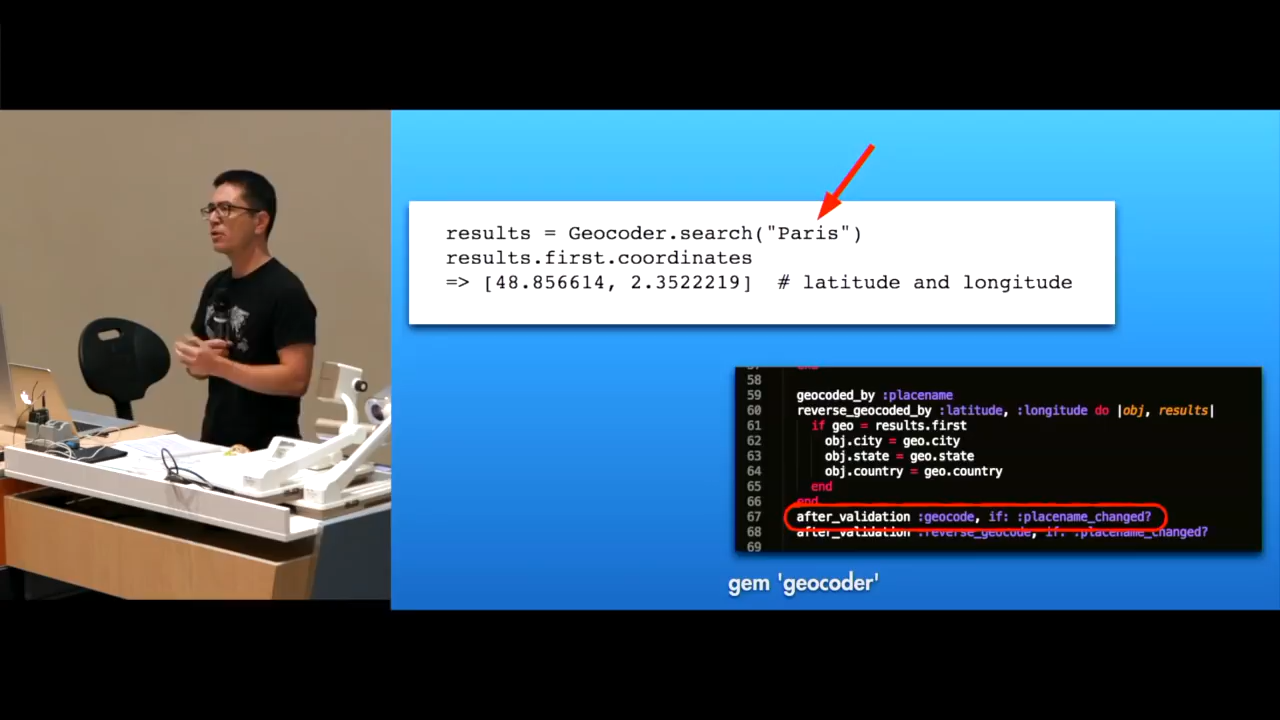 results = Geocoder.search("Paris")
results.first.coordinates
=> [48.856614, 2.3522219]  # latitude and longitude
57 end
58
59 geocoded_by :placename
60 reverse_geocoded_by :latitude, :longitude do |obj, results|
61 if geo = results.first
62 obj.city = geo.city
63 obj.state = geo.state
64 obj.country = geo.country
65 end
66 end
67 after_validation :geocode, if: :placename_changed?
68 after_validation :reverse_geocode, if: :placename_changed?
69
gem 'geocoder'